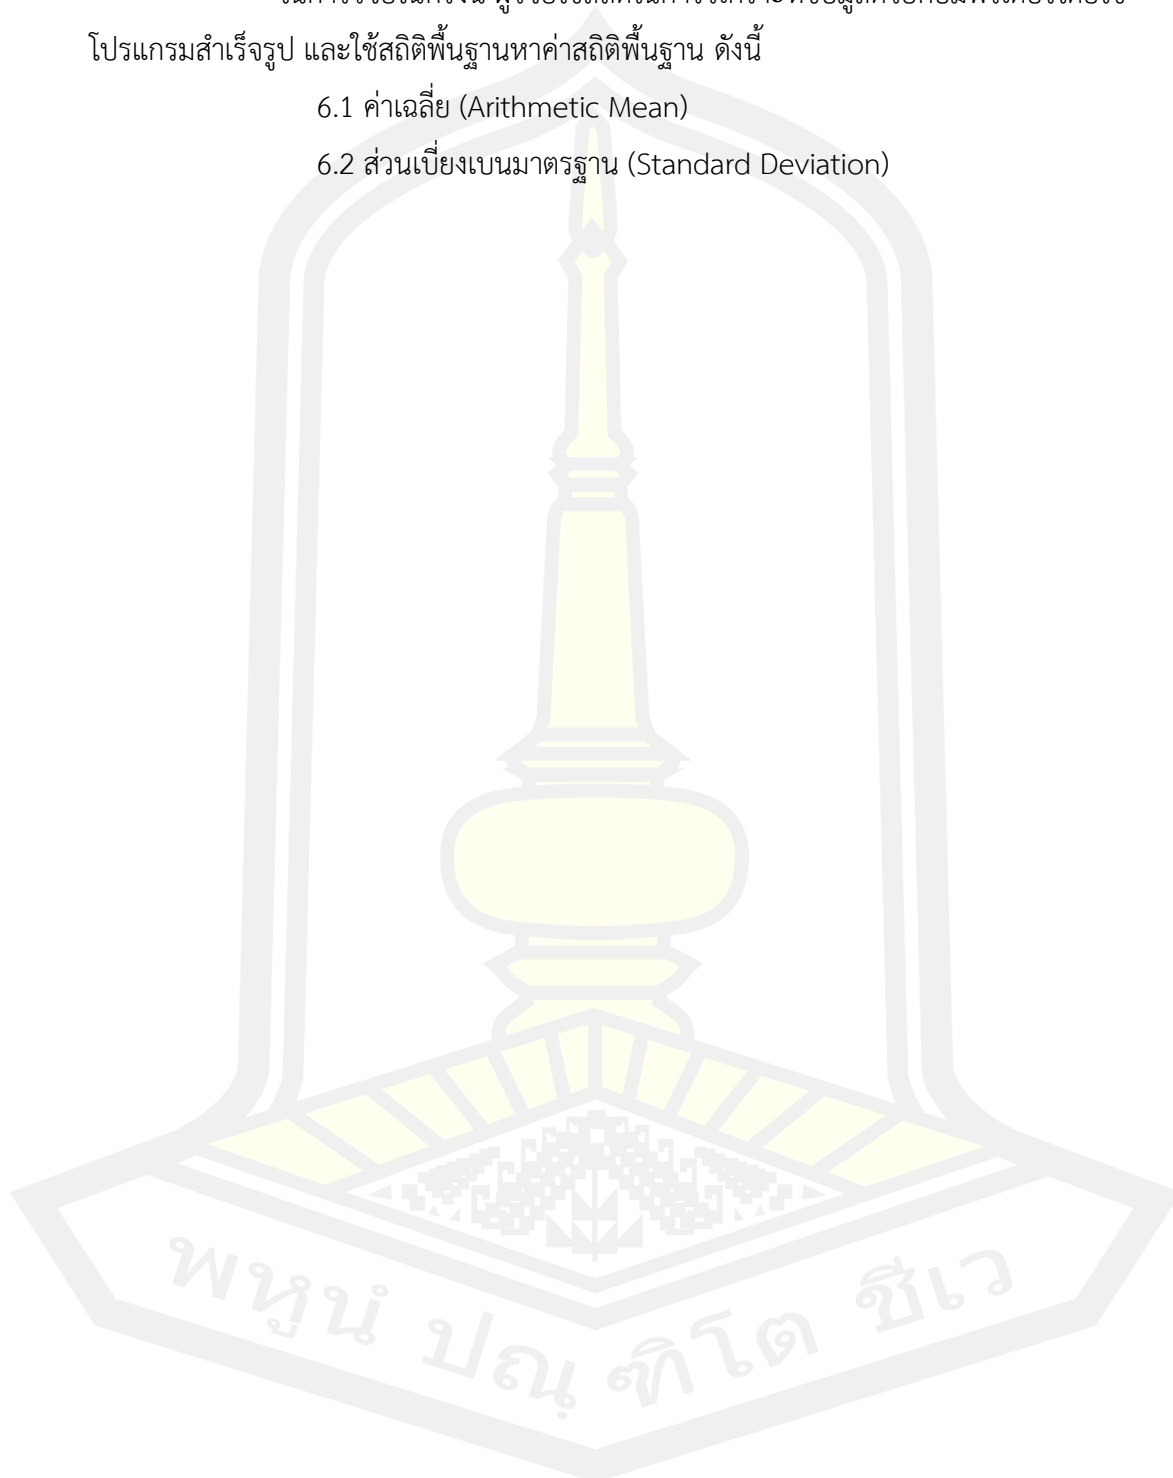 โปรแกรมสำเร็จรูป และใช้สถิติพื้นฐานหาค่าสถิติพื้นฐาน ดังนี้
6.1 ค่าเฉลี่ย (Arithmetic Mean)
6.2 ส่วนเบี่ยงเบนมาตรฐาน (Standard Deviation)
พหูนํ ปณฺฑิโต ชีเว